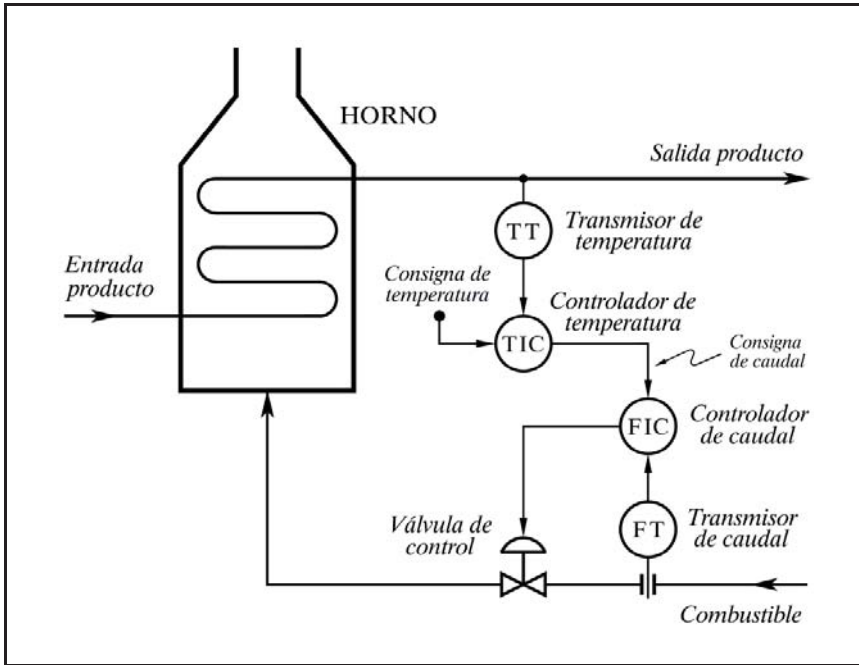 HORNO
Salida producto
TT
Transmisor de
temperatura
Entrada
producto
Consigna de
temperatura
Controlador de
temperatura
TIC
Consigna
de caudal
FIC
Controlador
de caudal
Válvula de
control
FT
Transmisor
de caudal
Combustible